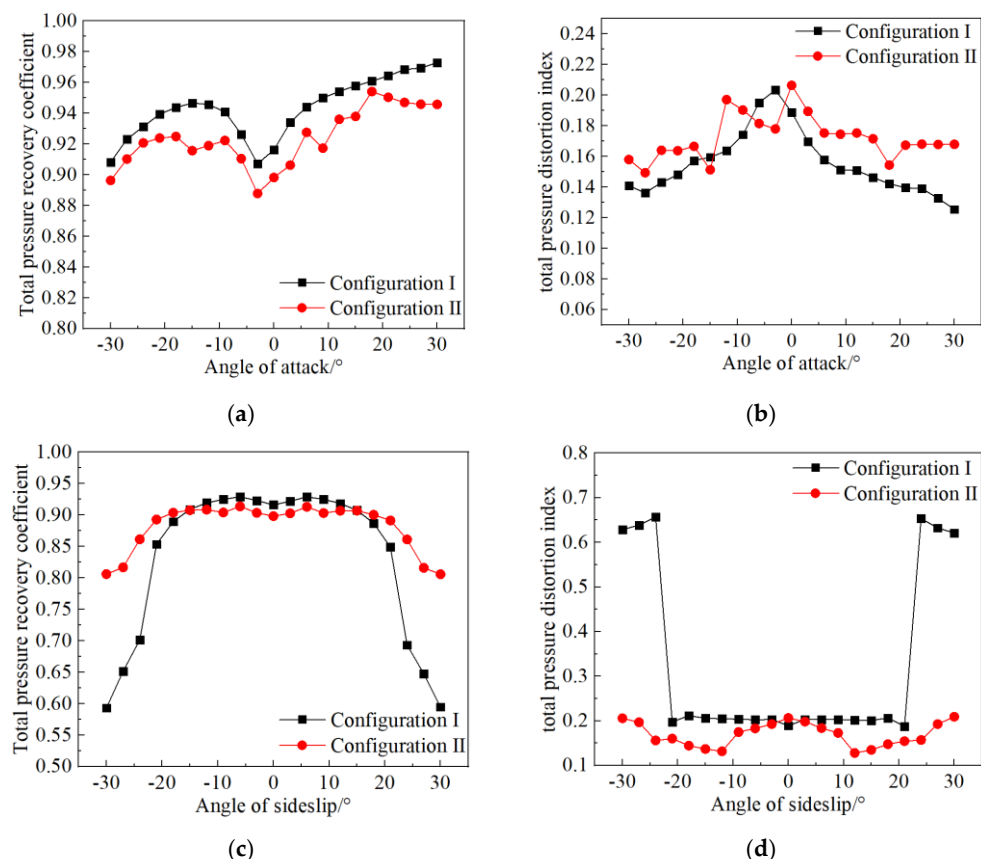 Total pressure recovery coefficient
1.00
0.98
0.96
0.94
0.92
0.90
0.88
0.86
0.84
0.82
0.80
Configuration I
Configuration II
-30 -20 -10 0 10 20 30
Angle of attack/°
(a)
total pressure distortion index
0.24
0.22
0.20
0.18
0.16
0.14
0.12
0.10
0.08
0.06
Configuration I
Configuration II
-30 -20 -10 0 10 20 30
Angle of attack/°
(b)
Total pressure recovery coefficient
1.00
0.95
0.90
0.85
0.80
0.75
0.70
0.65
0.60
0.55
0.50
Configuration I
Configuration II
-30 -20 -10 0 10 20 30
Angle of sideslip/°
(c)
total pressure distortion index
0.8
0.7
0.6
0.5
0.4
0.3
0.2
0.1
Configuration I
Configuration II
-30 -20 -10 0 10 20 30
Angle of sideslip/°
(d)